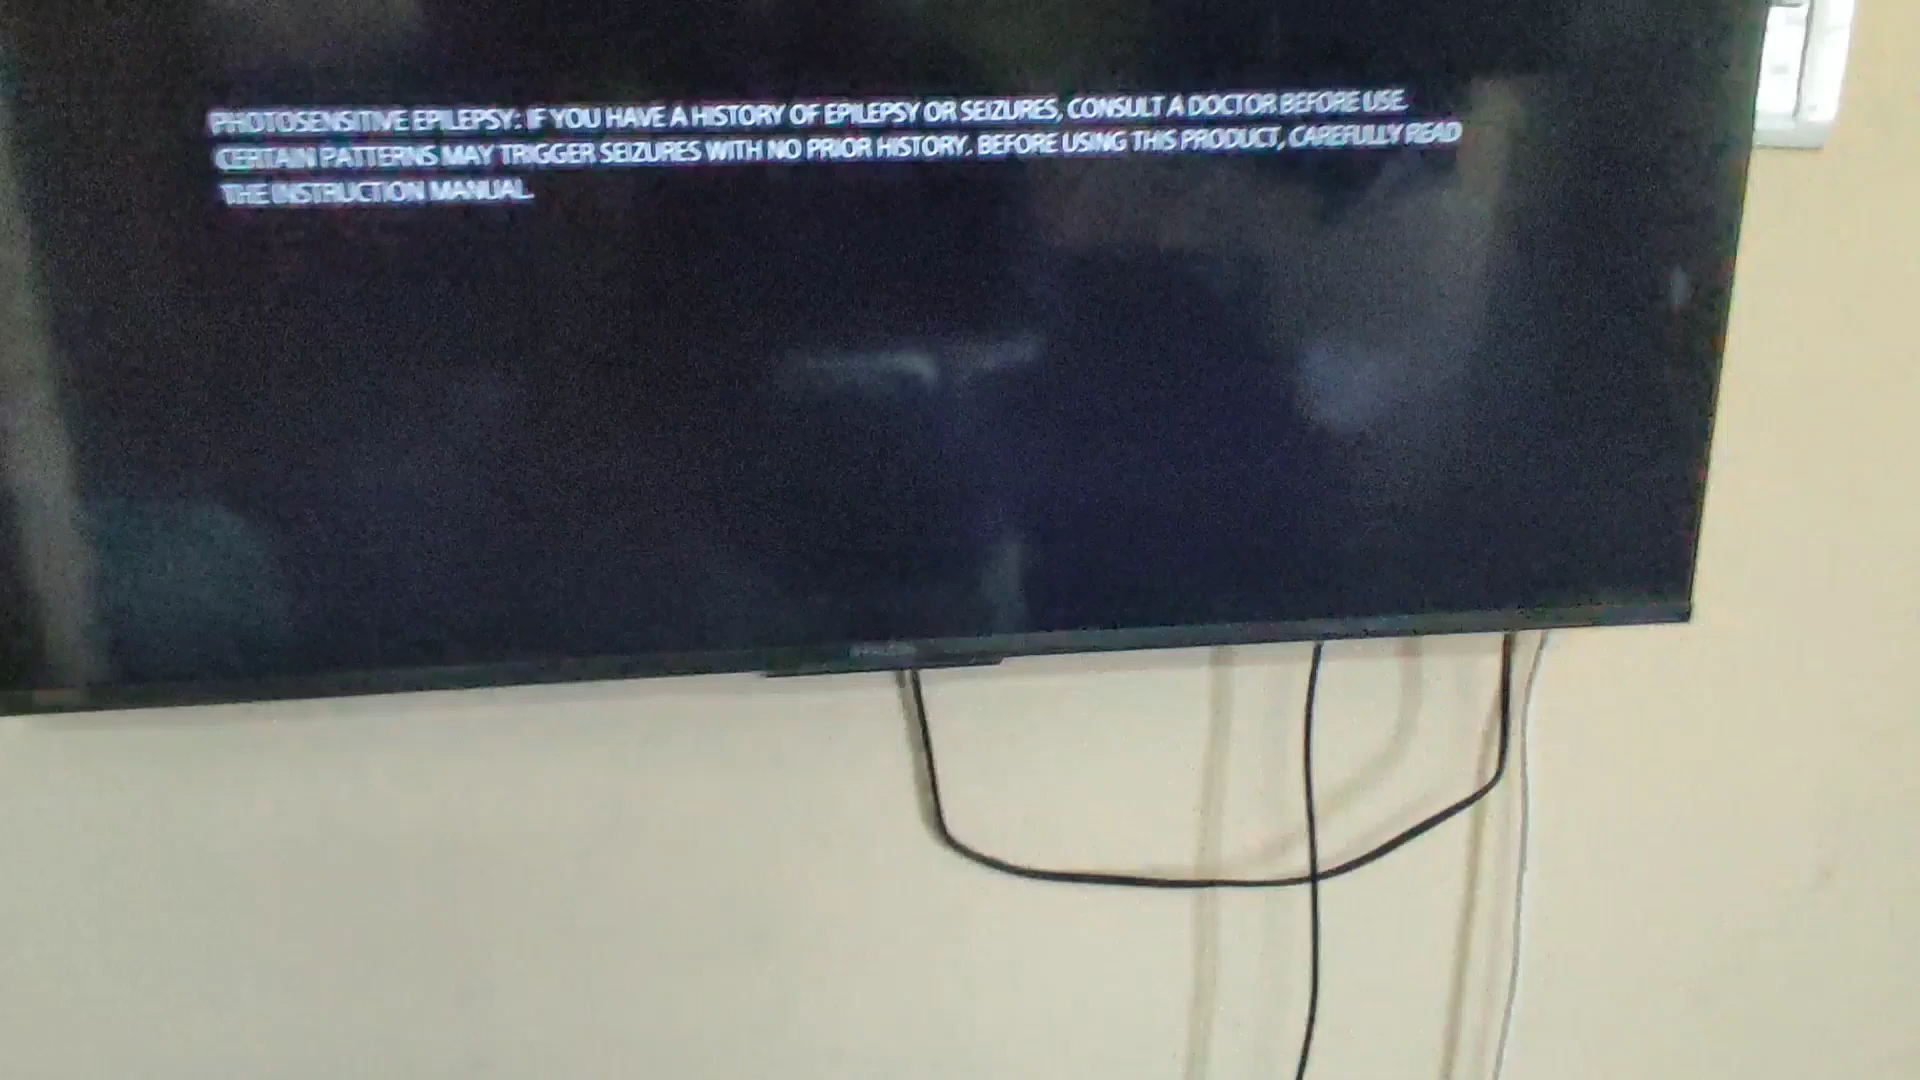 PHOTOSENSITIVE EPILEPSY: IF YOU HAVE A HISTORY OF EPILEPSY OR SEIZURES, CONSULT A DOCTOR BEFORE USE.
CERTAIN PATTERNS MAY TRIGGER SEIZURES WITH NO PRIOR HISTORY. BEFORE USING THIS PRODUCT, CAREFULLY READ
THE INSTRUCTION MANUAL.